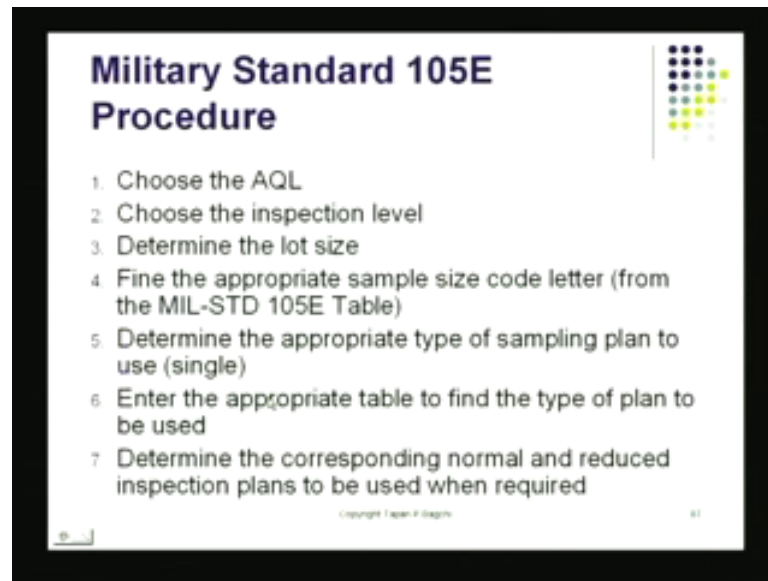 Military Standard 105E
Procedure
1. Choose the AQL
2. Choose the inspection level
3. Determine the lot size
4. Fine the appropriate sample size code letter (from
the MIL-STD 105E Table)
5. Determine the appropriate type of sampling plan to
use (single)
6. Enter the appropriate table to find the type of plan to
be used
7 Determine the corresponding normal and reduced
inspection plans to be used when required
Copyright Tapan P Bagchi